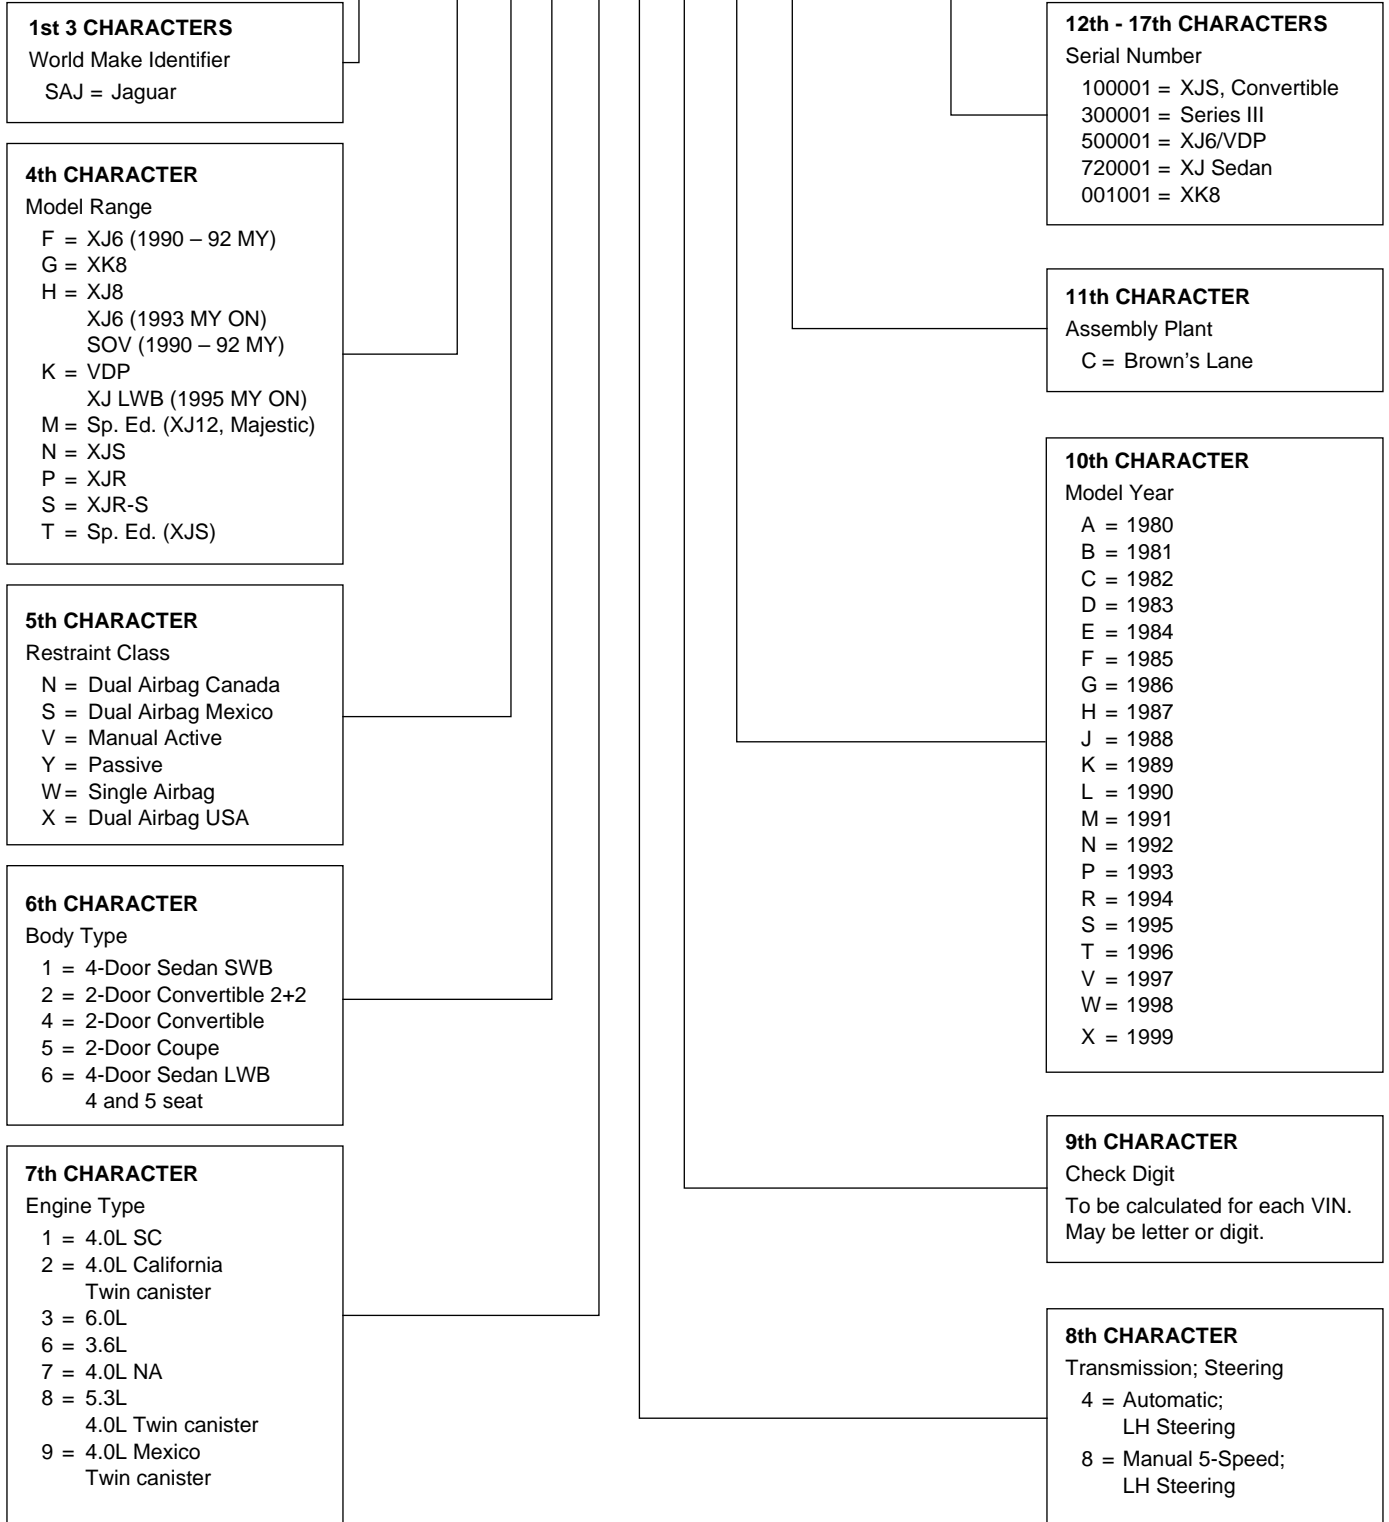 1st 3 CHARACTERS
World Make Identifier
SAJ = Jaguar
4th CHARACTER
Model Range
F = XJ6 (1990 – 92 MY)
G = XK8
H = XJ8
XJ6 (1993 MY ON)
SOV (1990 – 92 MY)
K = VDP
XJ LWB (1995 MY ON)
M = Sp. Ed. (XJ12, Majestic)
N = XJS
P = XJR
S = XJR-S
T = Sp. Ed. (XJS)
5th CHARACTER
Restraint Class
N = Dual Airbag Canada
S = Dual Airbag Mexico
V = Manual Active
Y = Passive
W = Single Airbag
X = Dual Airbag USA
6th CHARACTER
Body Type
1 = 4-Door Sedan SWB
2 = 2-Door Convertible 2+2
4 = 2-Door Convertible
5 = 2-Door Coupe
6 = 4-Door Sedan LWB
4 and 5 seat
7th CHARACTER
Engine Type
1 = 4.0L SC
2 = 4.0L California
Twin canister
3 = 6.0L
6 = 3.6L
7 = 4.0L NA
8 = 5.3L
4.0L Twin canister
9 = 4.0L Mexico
Twin canister
12th - 17th CHARACTERS
Serial Number
100001 = XJS, Convertible
300001 = Series III
500001 = XJ6/VDP
720001 = XJ Sedan
001001 = XK8
11th CHARACTER
Assembly Plant
C = Brown's Lane
10th CHARACTER
Model Year
A = 1980
B = 1981
C = 1982
D = 1983
E = 1984
F = 1985
G = 1986
H = 1987
J = 1988
K = 1989
L = 1990
M = 1991
N = 1992
P = 1993
R = 1994
S = 1995
T = 1996
V = 1997
W = 1998
X = 1999
9th CHARACTER
Check Digit
To be calculated for each VIN.
May be letter or digit.
8th CHARACTER
Transmission; Steering
4 = Automatic;
LH Steering
8 = Manual 5-Speed;
LH Steering